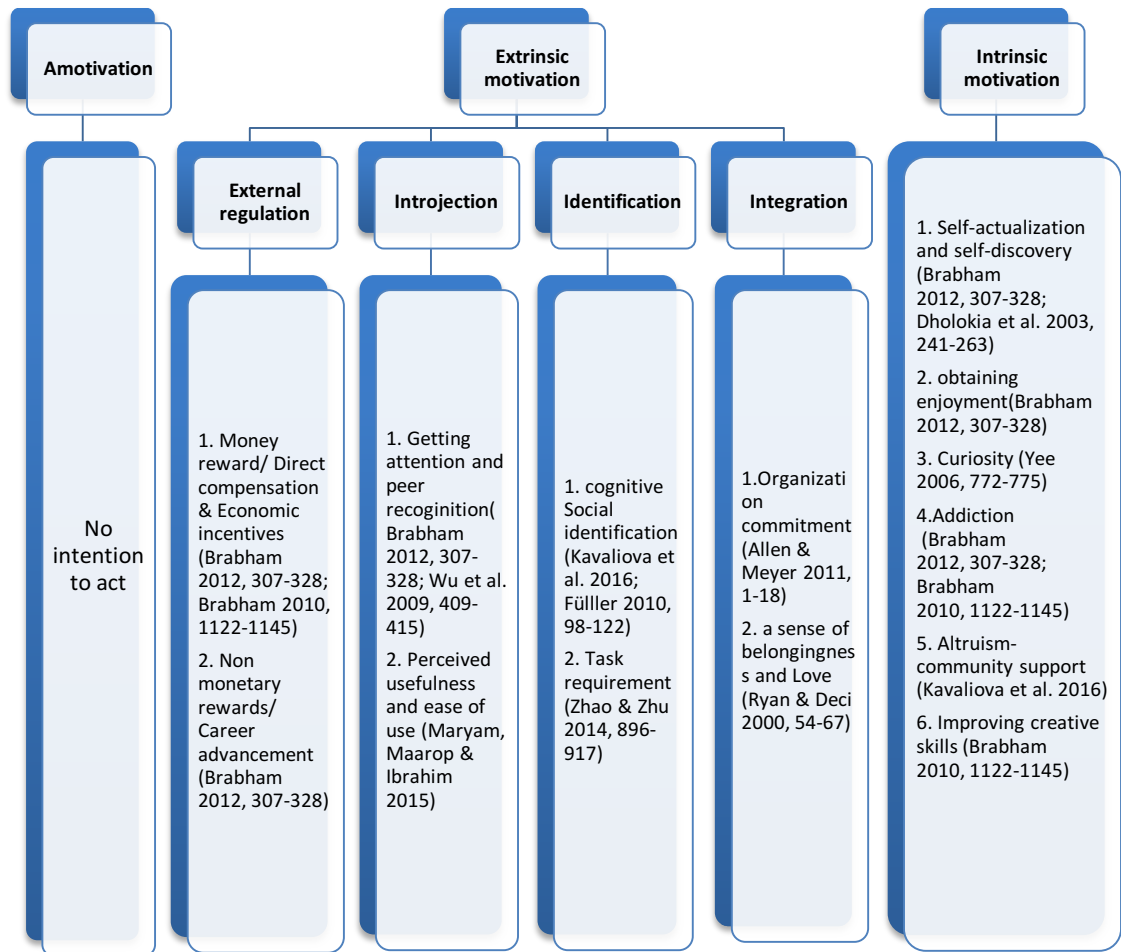 Amotivation
Extrinsic
motivation
Intrinsic
motivation
No
intention
to act
External
regulation
1. Money
reward/ Direct
compensation
& Economic
incentives
(Brabham
2012, 307-328;
Brabham 2010,
1122-1145)
2. Non
monetary
rewards/
Career
advancement
(Brabham
2012, 307-328)
Introjection
1. Getting
attention and
peer
recoginition(
Brabham
2012, 307-
328; Wu et al.
2009, 409-
415)
2. Perceived
usefulness
and ease of
use (Maryam,
Maarop &
Ibrahim
2015)
Identification
1. cognitive
Social
identification
(Kavaliova et
al. 2016;
Fülller 2010,
98-122)
2. Task
requirement
(Zhao & Zhu
2014, 896-
917)
Integration
1.Organizati
on
commitment
(Allen &
Meyer 2011,
1-18)
2. a sense of
belongingnes
s and Love
(Ryan & Deci
2000, 54-67)
1. Self-actualization
and self-discovery
(Brabham
2012, 307-328;
Dholokia et al. 2003,
241-263)
2. obtaining
enjoyment(Brabham
2012, 307-328)
3. Curiosity (Yee
2006, 772-775)
4.Addiction
(Brabham
2012, 307-328;
Brabham
2010, 1122-1145)
5. Altruism-
community support
(Kavaliova et al. 2016)
6. Improving creative
skills (Brabham
2010, 1122-1145)